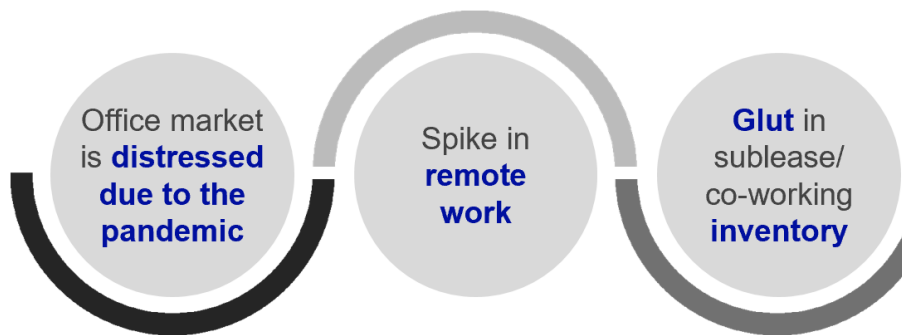 Office market
is distressed
due to the
pandemic
Spike in
remote
work
Glut in
sublease/
co-working
inventory